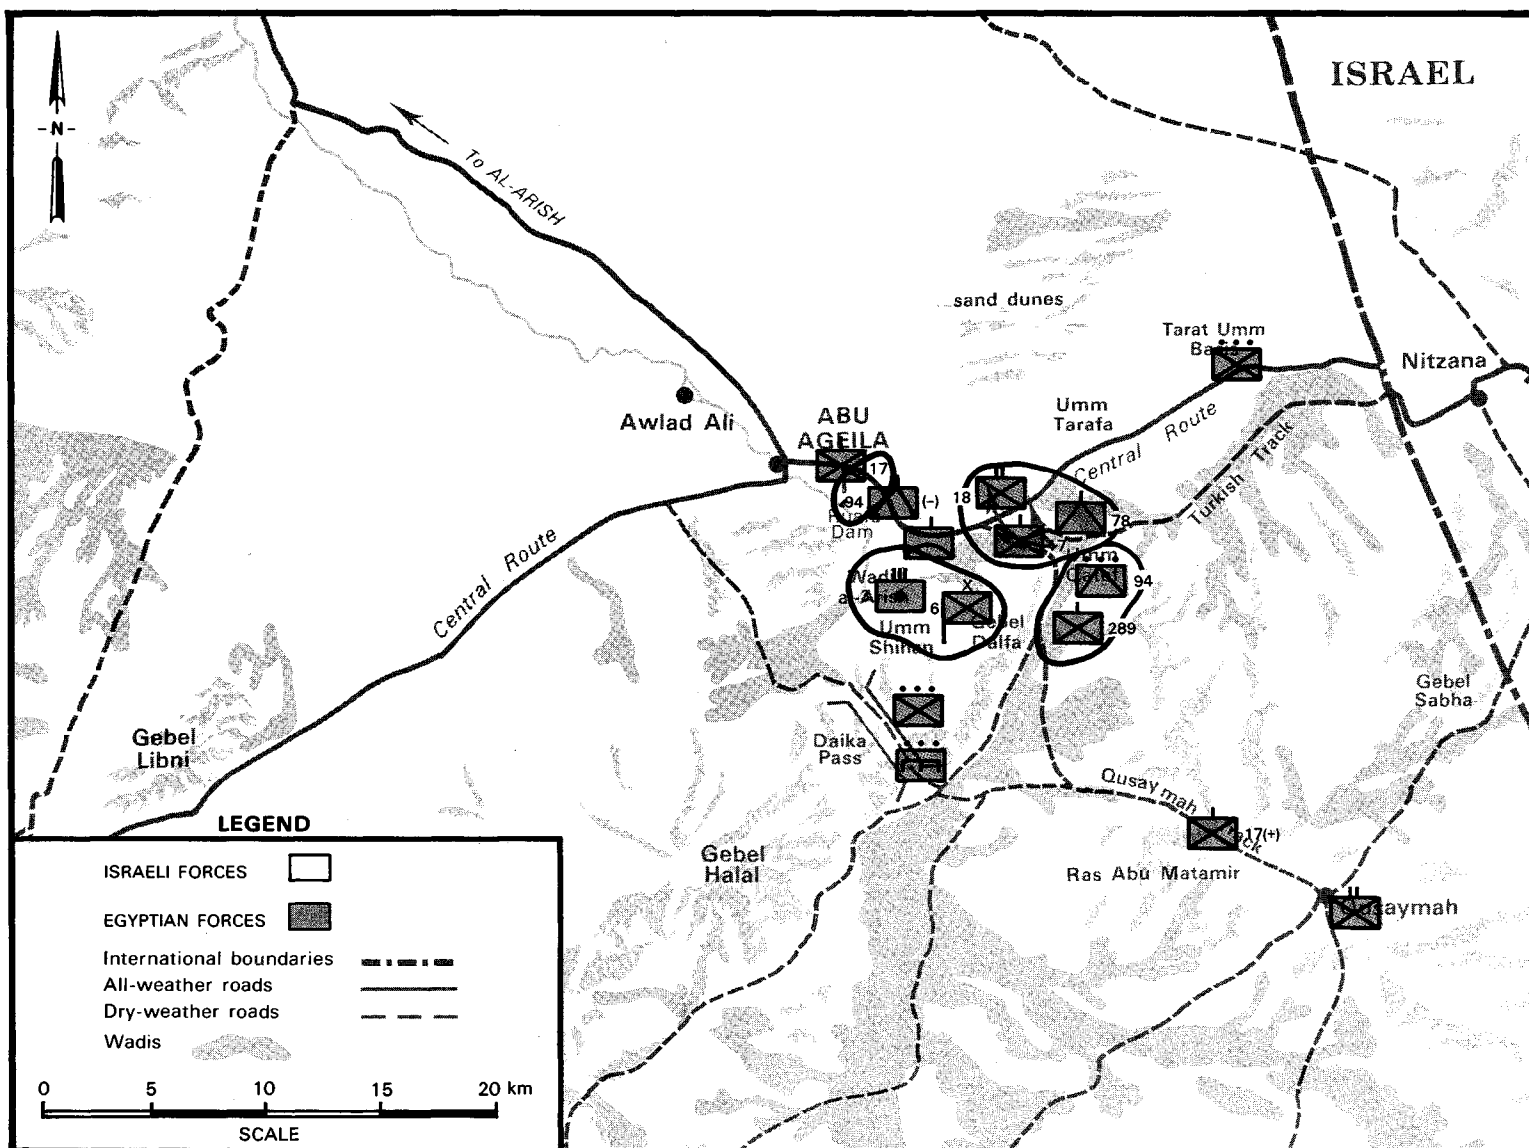 ISRAEL
- N -
To AL-ARISH
sand dunes
Tarat Umm
Nitzana
Umm
Tarafa
Central Route
Turkish Track
Awlad Ali
ABU
AGEILA
17
94
(-)
Dam
18
78
94
289
6
Umm
Shihan
Dalfa
Central Route
Gebel
Sabha
Gebel
Libni
Daika
Pass
Qusaymah
17(+)
Gebel
Halal
Ras Abu Matamir
LEGEND
ISRAELI FORCES
EGYPTIAN FORCES
International boundaries
All-weather roads
Dry-weather roads
Wadis
0 5 10 15 20 km
SCALE